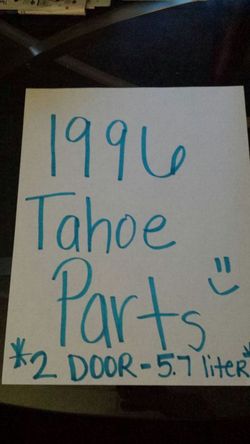 1996
Tahoe
Parts =)
*2 DOOR - 5.7 liter*